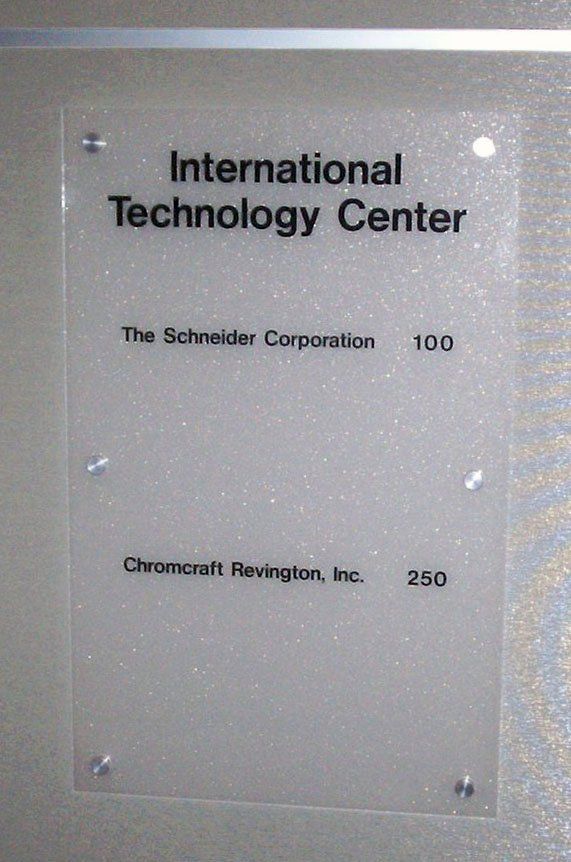 International
Technology Center
The Schneider Corporation 100
Chromcraft Revington, Inc. 250